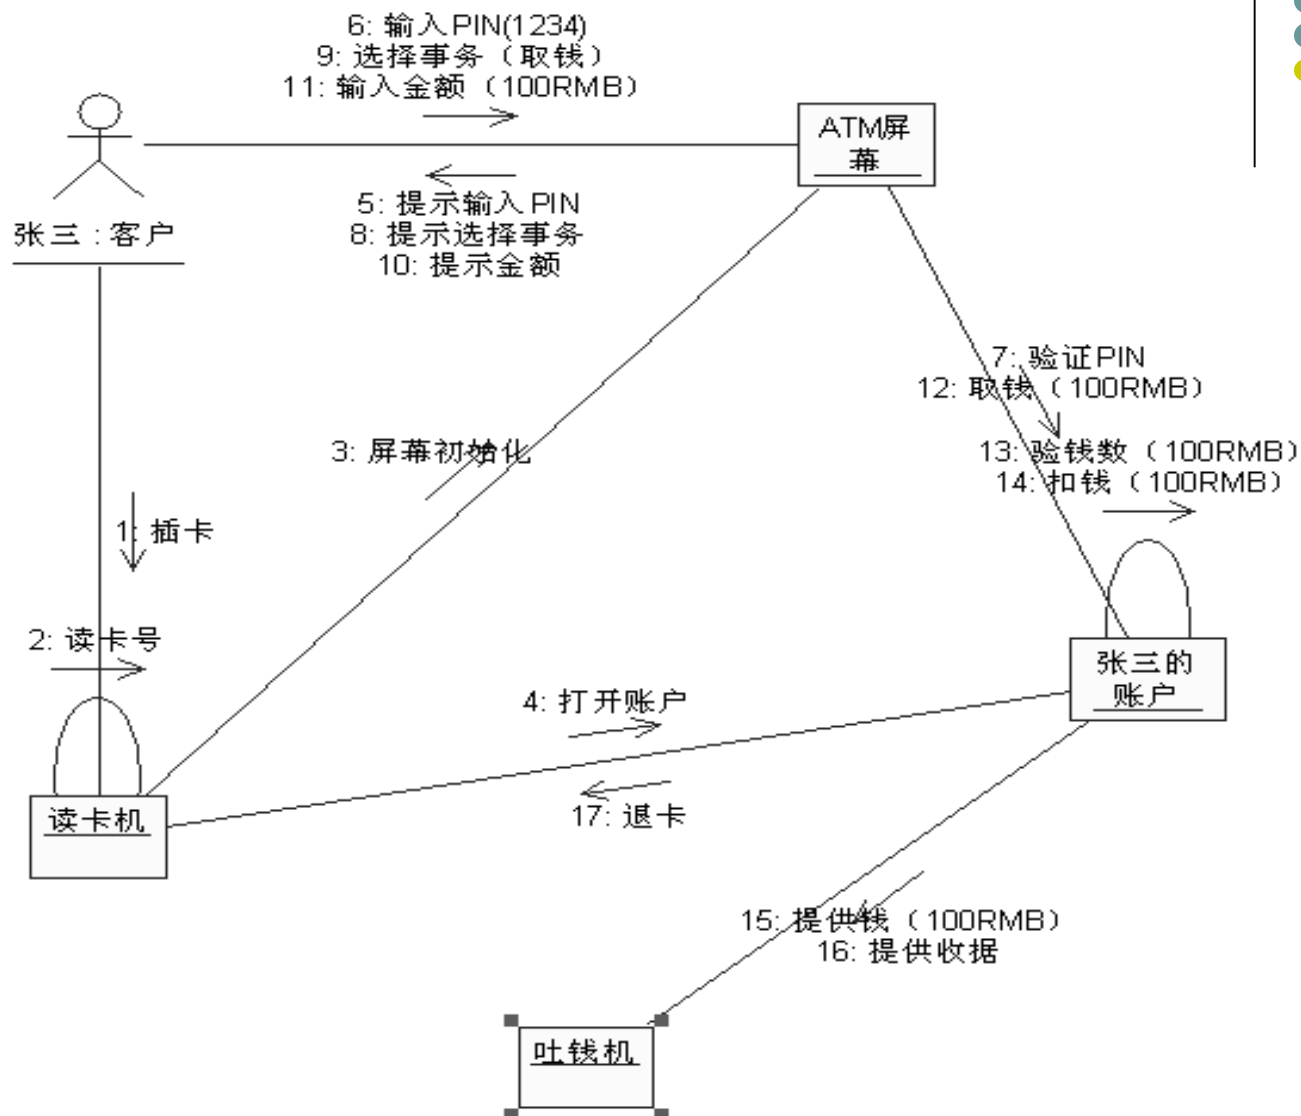 6: 输入PIN(1234)
9: 选择事务（取钱）
11: 输入金额（100RMB）
ATM屏
幕
5: 提示输入PIN
8: 提示选择事务
10: 提示金额
张三 : 客户
7: 验证PIN
12: 取钱（100RMB）
3: 屏幕初始化
13: 验钱数（100RMB）
14: 扣钱（100RMB）
1: 插卡
2: 读卡号
张三的
账户
4: 打开账户
17: 退卡
读卡机
15: 提供钱（100RMB）
16: 提供收据
吐钱机